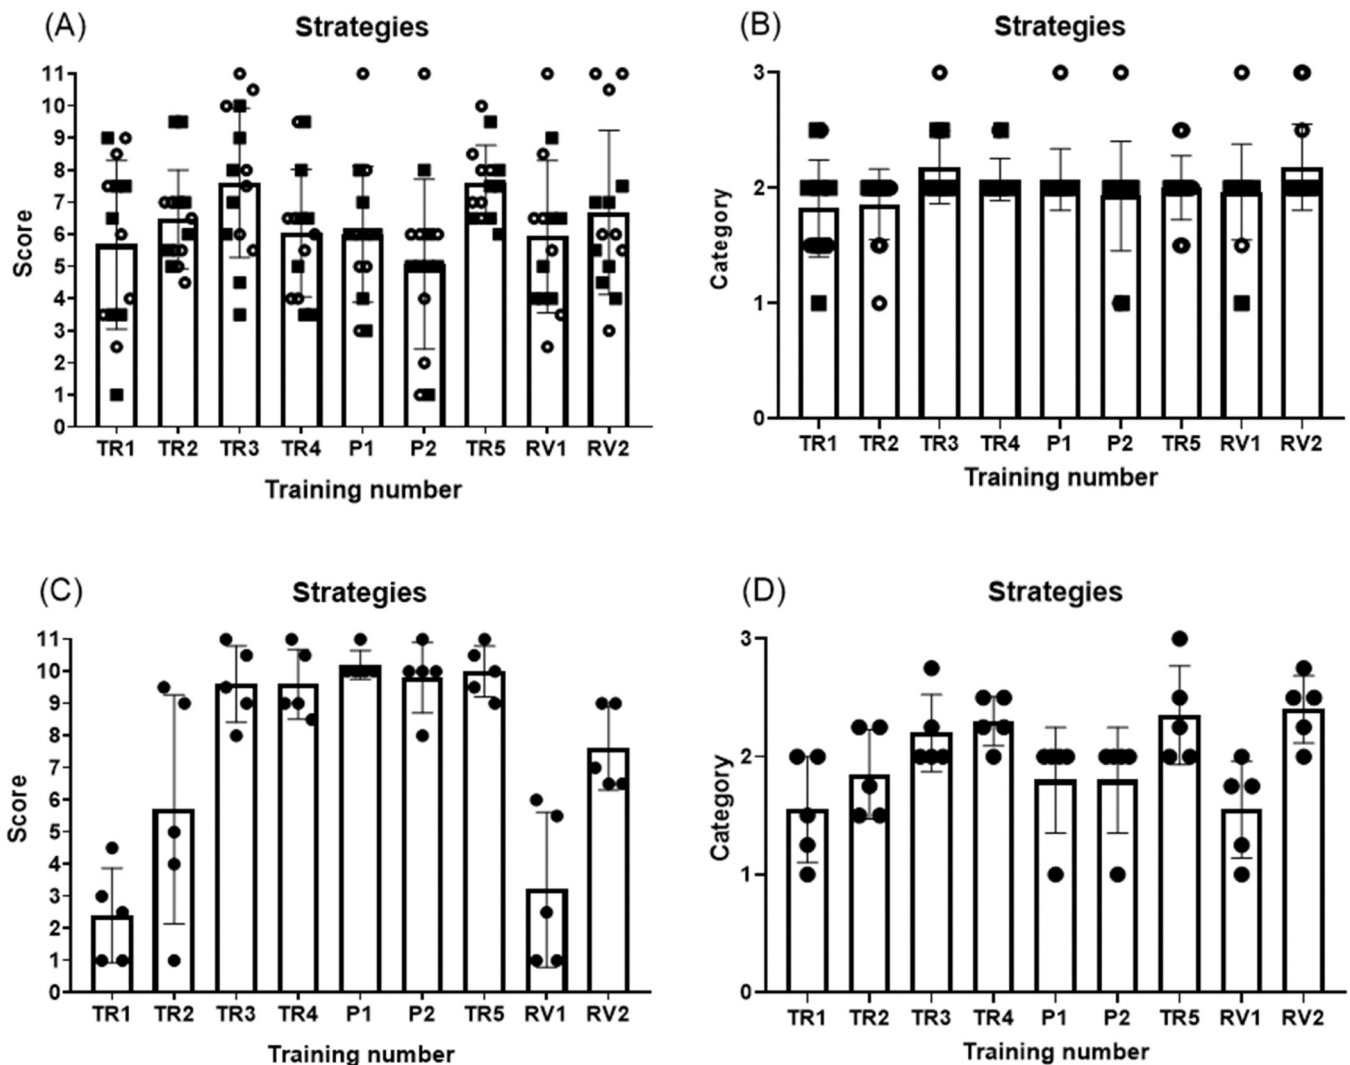 (A)
Strategies
Score
11
10
9
8
7
6
5
4
3
2
1
0
TR1 TR2 TR3 TR4 P1 P2 TR5 RV1 RV2
Training number
(B)
Strategies
Category
3
2
1
0
TR1 TR2 TR3 TR4 P1 P2 TR5 RV1 RV2
Training number
(C)
Strategies
Score
11
10
9
8
7
6
5
4
3
2
1
0
TR1 TR2 TR3 TR4 P1 P2 TR5 RV1 RV2
Training number
(D)
Strategies
Category
3
2
1
0
TR1 TR2 TR3 TR4 P1 P2 TR5 RV1 RV2
Training number